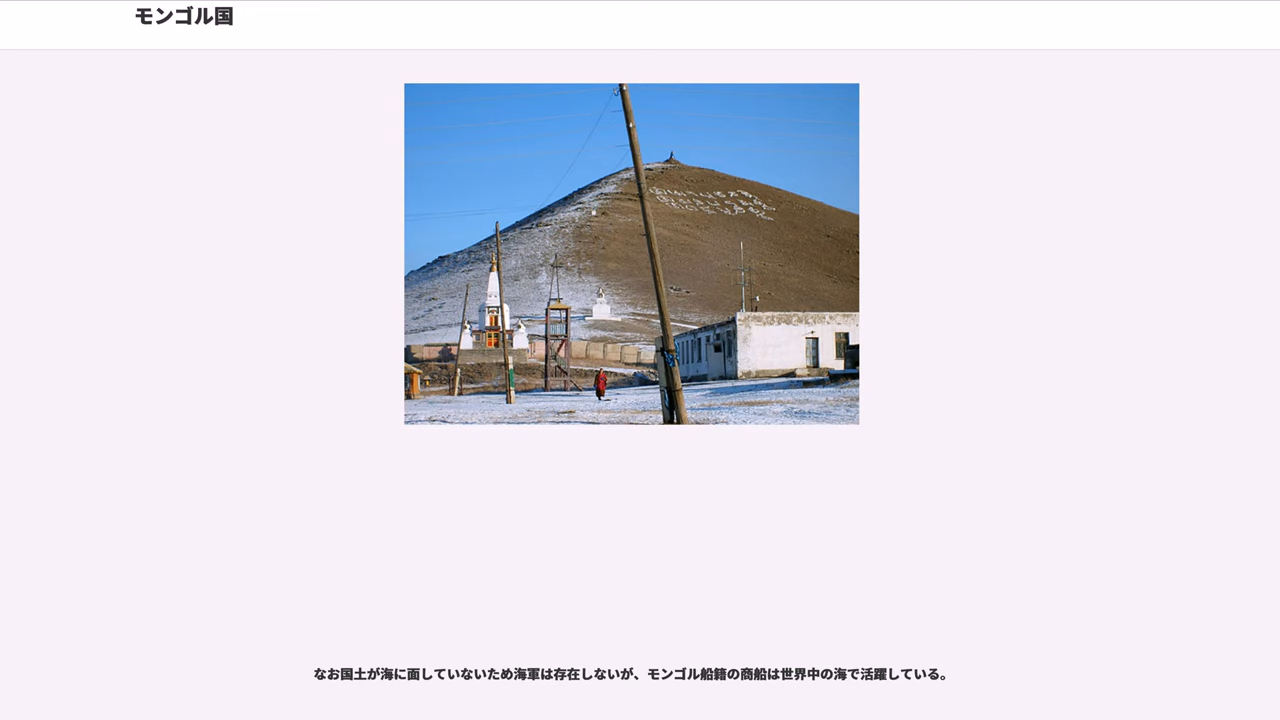 モンゴル国
なお国土が海に面していないため海軍は存在しないが、モンゴル船籍の商船は世界中の海で活躍している。